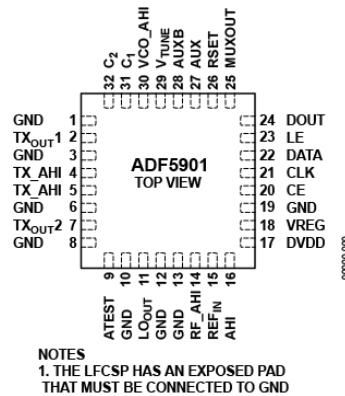 32 C2
31 C1
30 VCO_AHI
29 VTUNE
28 AUXB
27 AUX
26 RSET
25 MUXOUT
GND 1
TXOUT1 2
GND 3
TX_AHI 4
TX_AHI 5
GND 6
TXOUT2 7
GND 8
ADF5901
TOP VIEW
24 DOUT
23 LE
22 DATA
21 CLK
20 CE
19 GND
18 VREG
17 DVDD
ATEST 9
GND 10
LOOUT 11
GND 12
GND 13
RF_AHI 14
REFIN 15
AHI 16
NOTES
1. THE LFCSP HAS AN EXPOSED PAD
THAT MUST BE CONNECTED TO GND